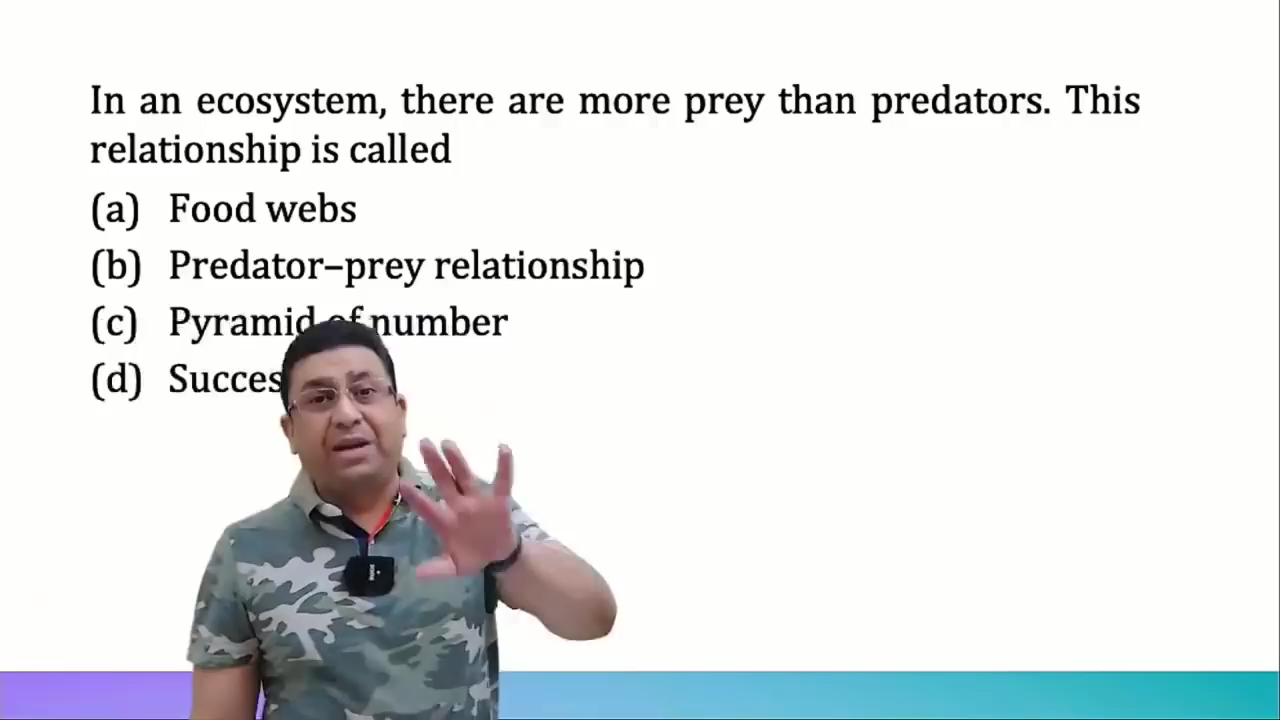 In an ecosystem, there are more prey than predators. This
relationship is called
(a) Food webs
(b) Predator–prey relationship
(c) Pyramid of number
(d)